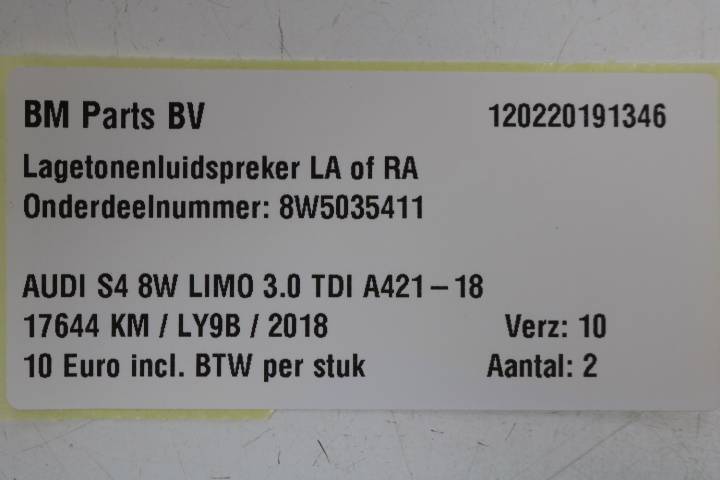 BM Parts BV 120220191346
Lagetonenluidspreker LA of RA
Onderdeelnummer: 8W5035411
AUDI S4 8W LIMO 3.0 TDI A421-18
17644 KM / LY9B / 2018 Verz: 10
10 Euro incl. BTW per stuk Aantal: 2